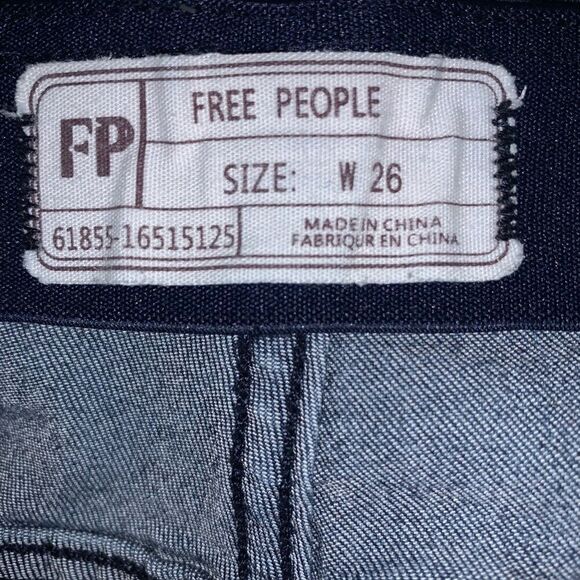 FP
FREE PEOPLE
SIZE: W 26
61855-16515125
MADE IN CHINA
FABRIQUR EN CHINA